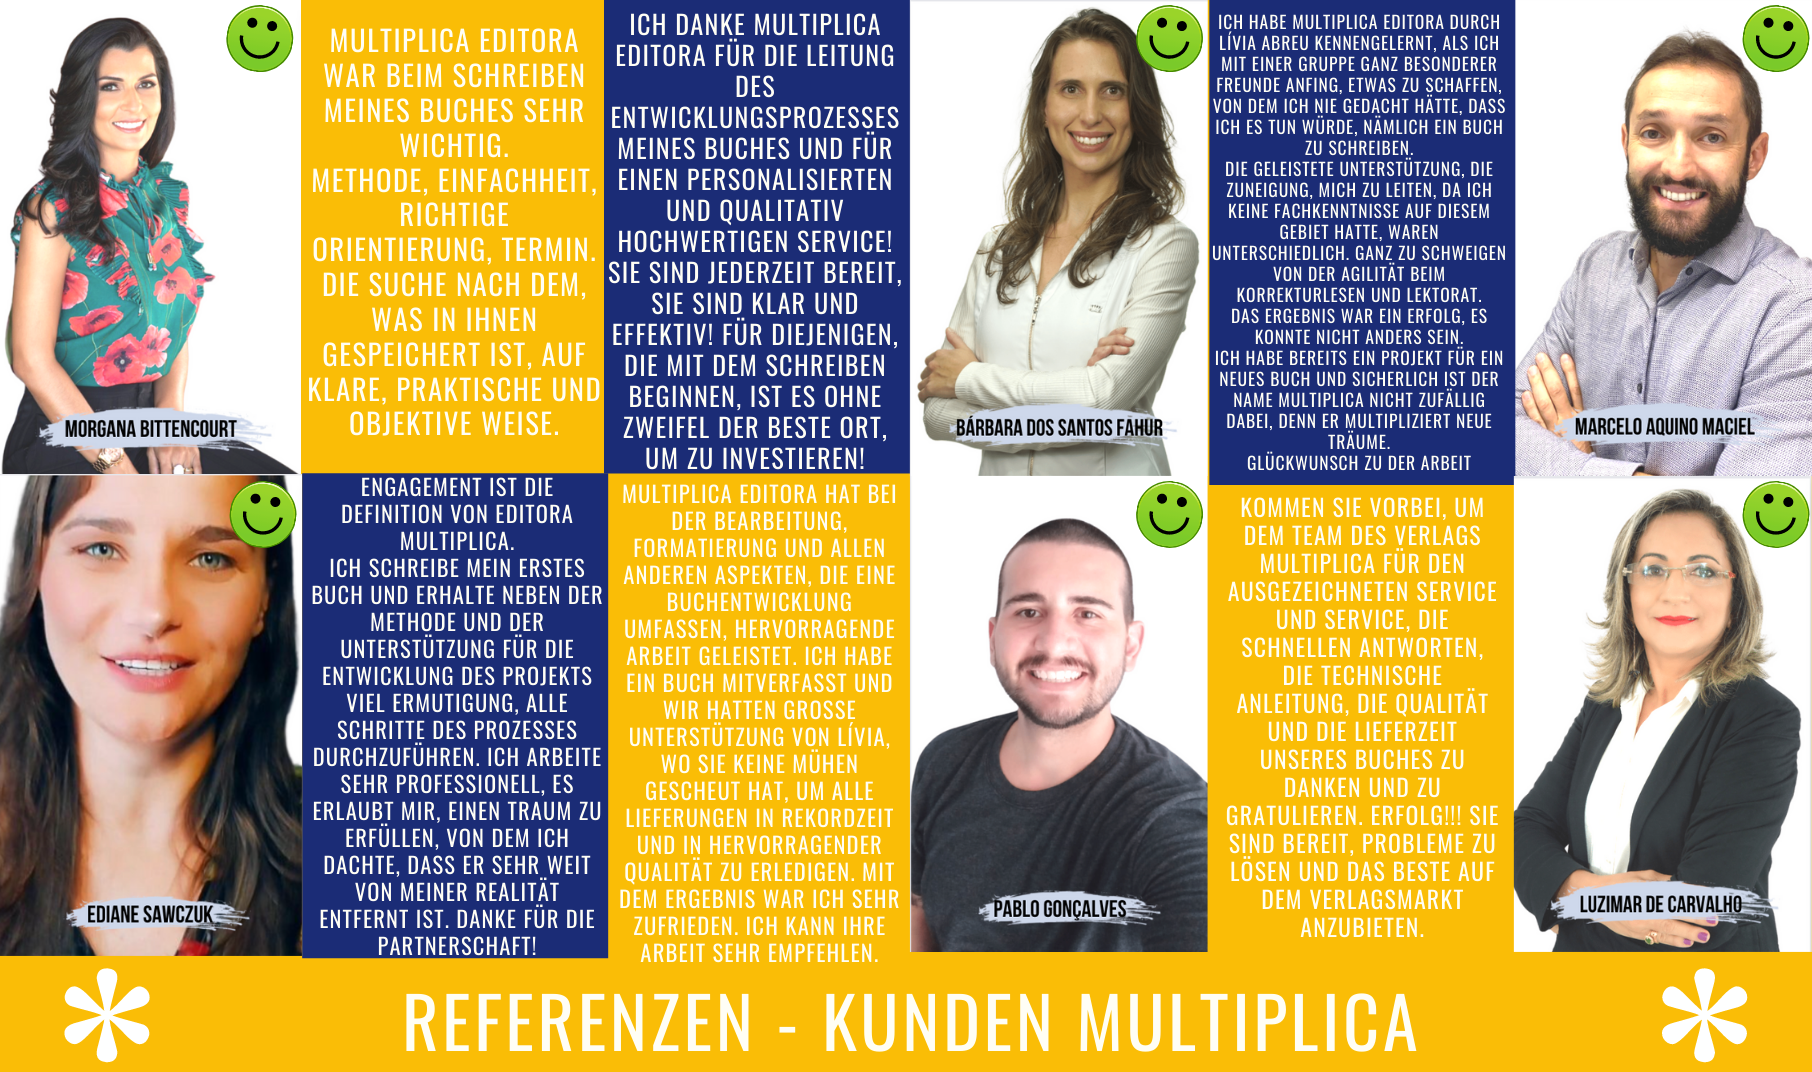 MORGANA BITTENCOURT
MULTIPLICA EDITORA
WAR BEIM SCHREIBEN
MEINES BUCHES SEHR
WICHTIG.
METHODE, EINFACHHEIT,
RICHTIGE
ORIENTIERUNG, TERMIN.
DIE SUCHE NACH DEM,
WAS IN IHNEN
GESPEICHERT IST, AUF
KLARE, PRAKTISCHE UND
OBJEKTIVE WEISE.
ICH DANKE MULTIPLICA
EDITORA FÜR DIE LEITUNG
DES
ENTWICKLUNGSPROZESSES
MEINES BUCHES UND FÜR
EINEN PERSONALISIERTEN
UND QUALITATIV
HOCHWERTIGEN SERVICE!
SIE SIND JEDERZEIT BEREIT,
SIE SIND KLAR UND
EFFEKTIV! FÜR DIEJENIGEN,
DIE MIT DEM SCHREIBEN
BEGINNEN, IST ES OHNE
ZWEIFEL DER BESTE ORT,
UM ZU INVESTIEREN!
BÁRBARA DOS SANTOS FAHUR
ICH HABE MULTIPLICA EDITORA DURCH
LÍVIA ABREU KENNENGELERNT, ALS ICH
MIT EINER GRUPPE GANZ BESONDERER
FREUNDE ANFING, ETWAS ZU SCHAFFEN,
VON DEM ICH NIE GEDACHT HÄTTE, DASS
ICH ES TUN WÜRDE, NÄMLICH EIN BUCH
ZU SCHREIBEN.
DIE GELEISTETE UNTERSTÜTZUNG, DIE
ZUNEIGUNG, MICH ZU LEITEN, DA ICH
KEINE FACHKENNTNISSE AUF DIESEM
GEBIET HATTE, WAREN
UNTERSCHIEDLICH. GANZ ZU SCHWEIGEN
VON DER AGILITÄT BEIM
KORREKTURLESEN UND LEKTORAT.
DAS ERGEBNIS WAR EIN ERFOLG, ES
KONNTE NICHT ANDERS SEIN.
ICH HABE BEREITS EIN PROJEKT FÜR EIN
NEUES BUCH UND SICHERLICH IST DER
NAME MULTIPLICA NICHT ZUFÄLLIG
DABEI, DENN ER MULTIPLIZIERT NEUE
TRÄUME.
GLÜCKWUNSCH ZU DER ARBEIT
MARCELO AQUINO MACIEL
EDIANE SAWCZUK
ENGAGEMENT IST DIE
DEFINITION VON EDITORA
MULTIPLICA.
ICH SCHREIBE MEIN ERSTES
BUCH UND ERHALTE NEBEN DER
METHODE UND DER
UNTERSTÜTZUNG FÜR DIE
ENTWICKLUNG DES PROJEKTS
VIEL ERMUTIGUNG, ALLE
SCHRITTE DES PROZESSES
DURCHZUFÜHREN. ICH ARBEITE
SEHR PROFESSIONELL, ES
ERLAUBT MIR, EINEN TRAUM ZU
ERFÜLLEN, VON DEM ICH
DACHTE, DASS ER SEHR WEIT
VON MEINER REALITÄT
ENTFERNT IST. DANKE FÜR DIE
PARTNERSCHAFT!
MULTIPLICA EDITORA HAT BEI
DER BEARBEITUNG,
FORMATIERUNG UND ALLEN
ANDEREN ASPEKTEN, DIE EINE
BUCHENTWICKLUNG
UMFASSEN, HERVORRAGENDE
ARBEIT GELEISTET. ICH HABE
EIN BUCH MITVERFASST UND
WIR HATTEN GROSSE
UNTERSTÜTZUNG VON LÍVIA,
WO SIE KEINE MÜHEN
GESCHEUT HAT, UM ALLE
LIEFERUNGEN IN REKORDZEIT
UND IN HERVORRAGENDER
QUALITÄT ZU ERLEDIGEN. MIT
DEM ERGEBNIS WAR ICH SEHR
ZUFRIEDEN. ICH KANN IHRE
ARBEIT SEHR EMPFEHLEN.
PABLO GONÇALVES
KOMMEN SIE VORBEI, UM
DEM TEAM DES VERLAGS
MULTIPLICA FÜR DEN
AUSGEZEICHNETEN SERVICE
UND SERVICE, DIE
SCHNELLEN ANTWORTEN,
DIE TECHNISCHE
ANLEITUNG, DIE QUALITÄT
UND DIE LIEFERZEIT
UNSERES BUCHES ZU
DANKEN UND ZU
GRATULIEREN. ERFOLG!!! SIE
SIND BEREIT, PROBLEME ZU
LÖSEN UND DAS BESTE AUF
DEM VERLAGSMARKT
ANZUBIETEN.
LUZIMAR DE CARVALHO
REFERENZEN - KUNDEN MULTIPLICA